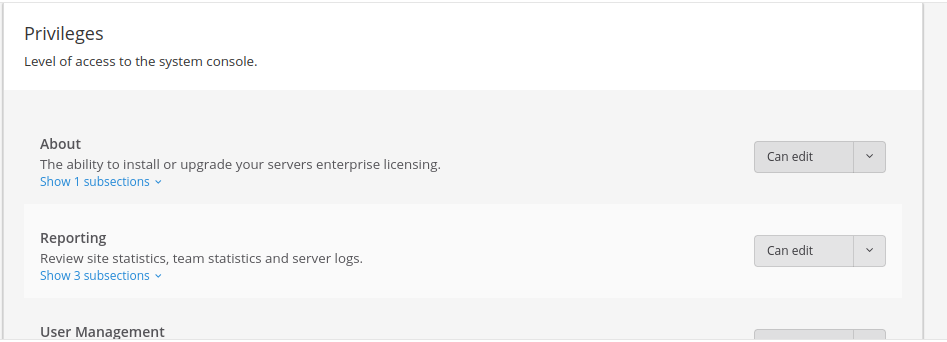 Privileges
Level of access to the system console.
About
The ability to install or upgrade your servers enterprise licensing.
Show 1 subsections
Can edit
Reporting
Review site statistics, team statistics and server logs.
Show 3 subsections
Can edit
User Management